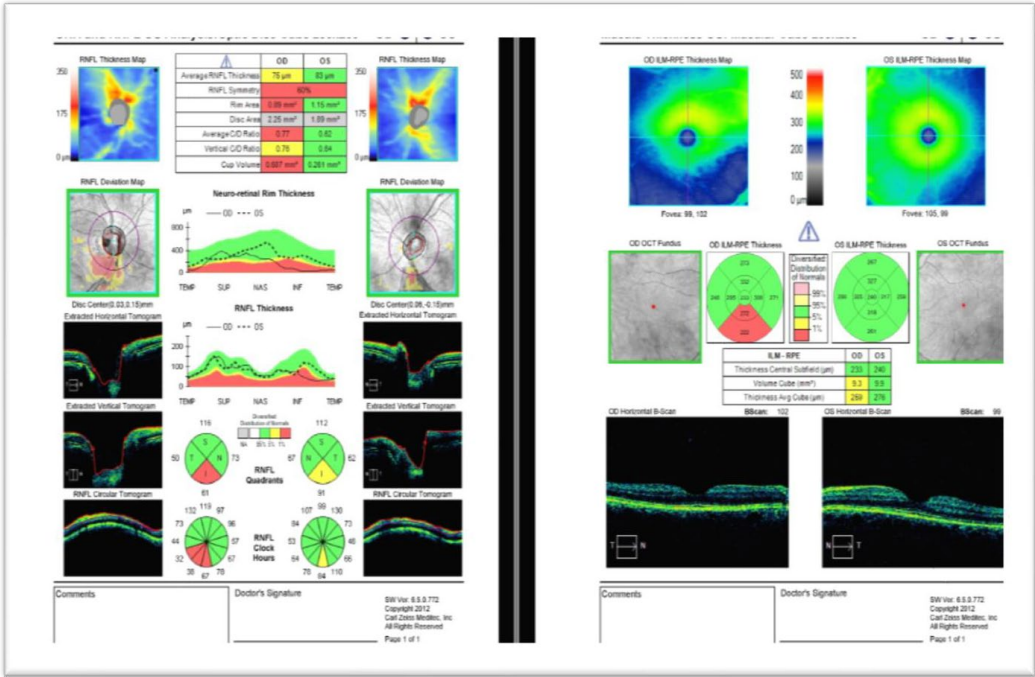 RNFL Thickness Map
OD OS
RNFL Thickness Map
350
175
0 µm
Average RNFL Thickness 75 µm 83 µm
RNFL Symmetry 60%
Rim Area 1.15 mm²
Disc Area
Average C/D Ratio 0.77 0.62
Vertical C/D Ratio 0.76 0.64
Cup Volume 0.261 mm³
350
175
0 µm
RNFL Deviation Map
Neuro-retinal Rim Thickness
RNFL Deviation Map
µm
OD OS
800
400
0
TEMP SUP NAS INF TEMP
Disc Center(0.03,0.15)mm
RNFL Thickness
Disc Center(0.06,-0.15)mm
Extracted Horizontal Tomogram
OD OS
Extracted Horizontal Tomogram
µm
200
100
0
TEMP SUP NAS INF TEMP
Extracted Vertical Tomogram
Diversified
Distribution of Normals
NA 95% 5% 1%
Extracted Vertical Tomogram
116
S
50 T N 73
I
61
RNFL
Quadrants
112
S
67 N T 62
I
91
RNFL Circular Tomogram
RNFL Circular Tomogram
132 119 97
73 96
44 57
32 67
38 67 78
RNFL
Clock
Hours
107 99 130
84 73
53 48
64 66
78 84 110
Comments
Doctor's Signature
SW Ver: 6.5.0.772
Copyright 2012
Carl Zeiss Meditec, Inc
All Rights Reserved
Page 1 of 1
OD ILM-RPE Thickness Map
OS ILM-RPE Thickness Map
500
400
300
200
100
0 µm
Fovea: 99, 102
Fovea: 105, 99
OD OCT Fundus
OD ILM-RPE Thickness
Diversified
Distribution
of Normals
99%
95%
5%
1%
OS ILM-RPE Thickness
OS OCT Fundus
ILM - RPE OD OS
Thickness Central Subfield (µm) 233 240
Volume Cube (mm³) 9.3 9.9
Thickness Avg Cube (µm) 259 276
OD Horizontal B-Scan BScan: 102
OS Horizontal B-Scan BScan: 99
T N
N T
Comments
Doctor's Signature
SW Ver: 6.5.0.772
Copyright 2012
Carl Zeiss Meditec, Inc
All Rights Reserved
Page 1 of 1